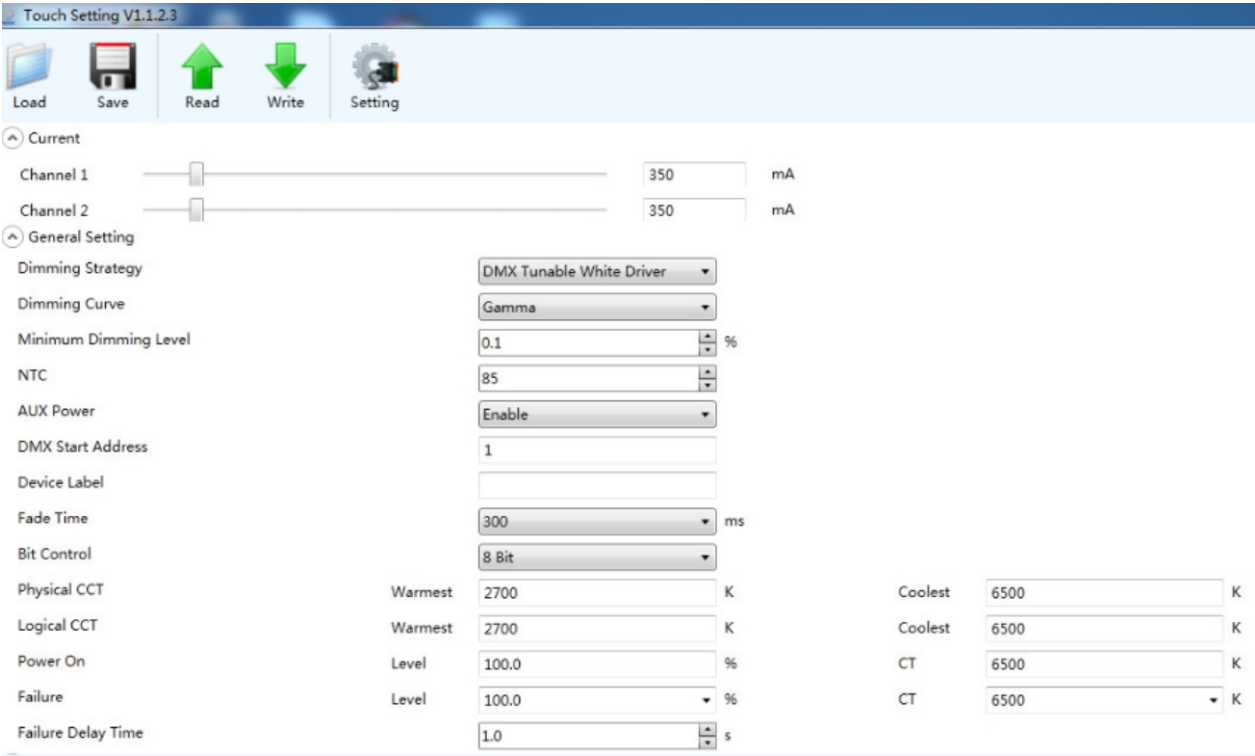 Touch Setting V1.1.2.3
Load Save Read Write Setting
Current
Channel 1 350 mA
Channel 2 350 mA
General Setting
Dimming Strategy DMX Tunable White Driver
Dimming Curve Gamma
Minimum Dimming Level 0.1 %
NTC 85
AUX Power Enable
DMX Start Address 1
Device Label
Fade Time 300 ms
Bit Control 8 Bit
Physical CCT Warmest 2700 K Coolest 6500 K
Logical CCT Warmest 2700 K Coolest 6500 K
Power On Level 100.0 % CT 6500 K
Failure Level 100.0 % CT 6500 K
Failure Delay Time 1.0 s